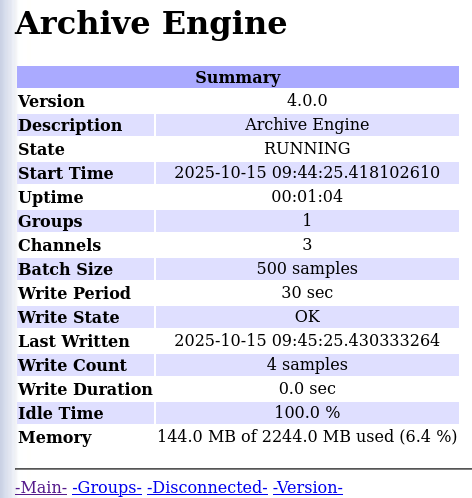 Archive Engine
Summary
Version 4.0.0
Description Archive Engine
State RUNNING
Start Time 2025-10-15 09:44:25.418102610
Uptime 00:01:04
Groups 1
Channels 3
Batch Size 500 samples
Write Period 30 sec
Write State OK
Last Written 2025-10-15 09:45:25.430333264
Write Count 4 samples
Write Duration 0.0 sec
Idle Time 100.0 %
Memory 144.0 MB of 2244.0 MB used (6.4 %)
-Main- -Groups- -Disconnected- -Version-